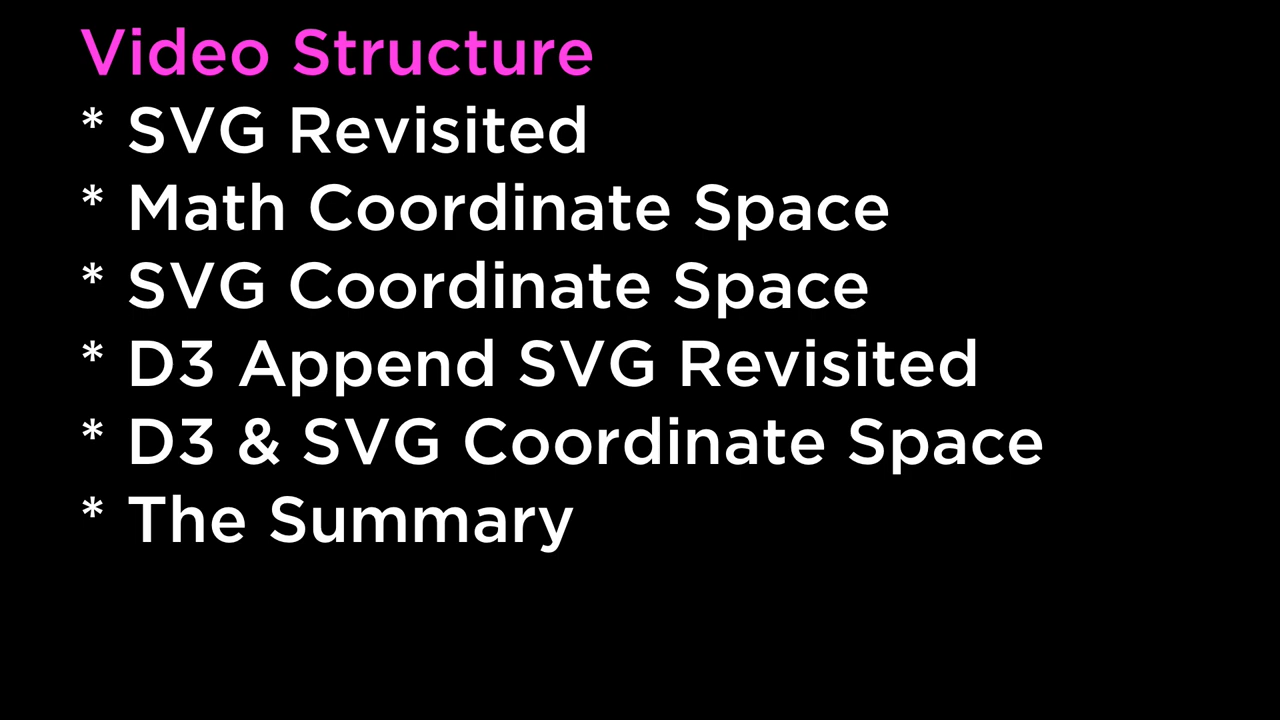 Video Structure
* SVG Revisited
* Math Coordinate Space
* SVG Coordinate Space
* D3 Append SVG Revisited
* D3 & SVG Coordinate Space
* The Summary